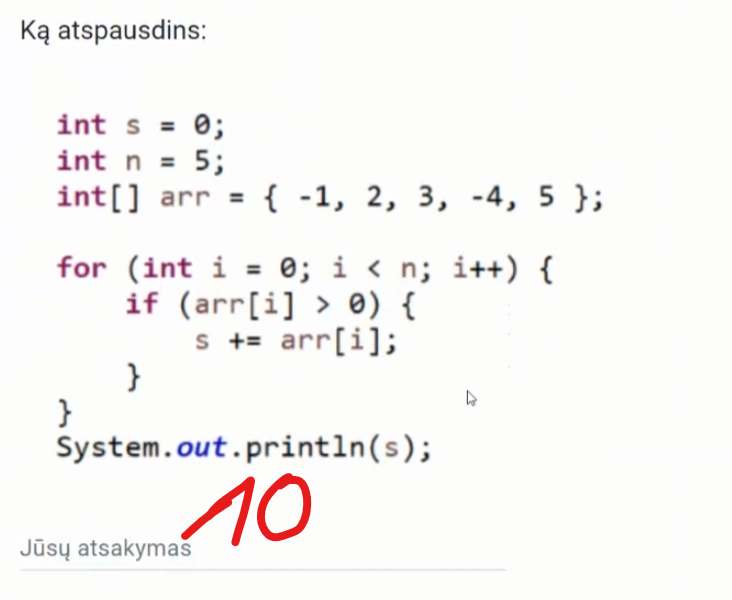 Ką atspausdins:
int s = 0;
int n = 5;
int[] arr = { -1, 2, 3, -4, 5 };
for (int i = 0; i < n; i++) {
if (arr[i] > 0) {
s += arr[i];
}
}
System.out.println(s);
10
Jūsų atsakymas